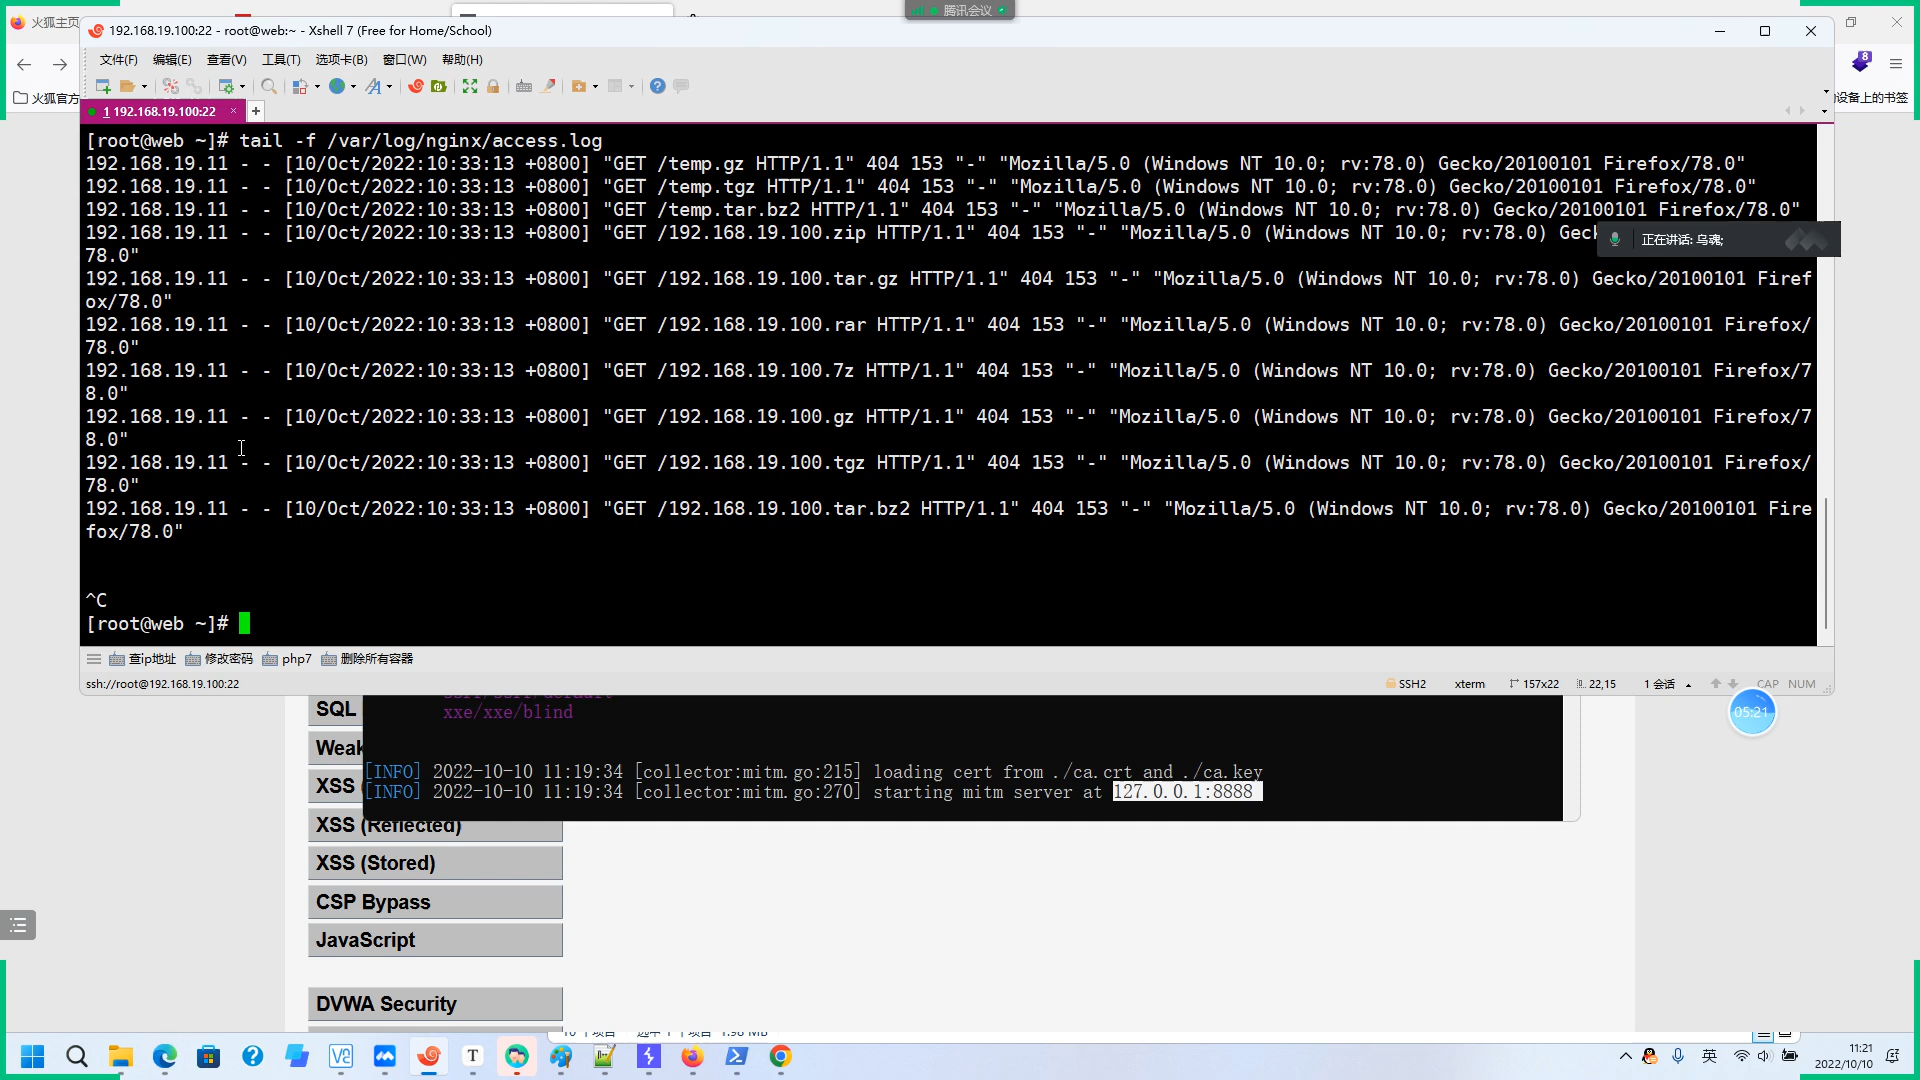 腾讯会议
火狐主页
192.168.19.100:22 - root@web:~ - Xshell 7 (Free for Home/School)
文件(F) 编辑(E) 查看(V) 工具(T) 选项卡(B) 窗口(W) 帮助(H)
8
火狐官方
设备上的书签
1 192.168.19.100:22 × +
[root@web ~]# tail -f /var/log/nginx/access.log
192.168.19.11 - - [10/Oct/2022:10:33:13 +0800] "GET /temp.gz HTTP/1.1" 404 153 "-" "Mozilla/5.0 (Windows NT 10.0; rv:78.0) Gecko/20100101 Firefox/78.0"
192.168.19.11 - - [10/Oct/2022:10:33:13 +0800] "GET /temp.tgz HTTP/1.1" 404 153 "-" "Mozilla/5.0 (Windows NT 10.0; rv:78.0) Gecko/20100101 Firefox/78.0"
192.168.19.11 - - [10/Oct/2022:10:33:13 +0800] "GET /temp.tar.bz2 HTTP/1.1" 404 153 "-" "Mozilla/5.0 (Windows NT 10.0; rv:78.0) Gecko/20100101 Firefox/78.0"
192.168.19.11 - - [10/Oct/2022:10:33:13 +0800] "GET /192.168.19.100.zip HTTP/1.1" 404 153 "-" "Mozilla/5.0 (Windows NT 10.0; rv:78.0) Gec
正在讲话: 乌魂;
78.0"
192.168.19.11 - - [10/Oct/2022:10:33:13 +0800] "GET /192.168.19.100.tar.gz HTTP/1.1" 404 153 "-" "Mozilla/5.0 (Windows NT 10.0; rv:78.0) Gecko/20100101 Firef
ox/78.0"
192.168.19.11 - - [10/Oct/2022:10:33:13 +0800] "GET /192.168.19.100.rar HTTP/1.1" 404 153 "-" "Mozilla/5.0 (Windows NT 10.0; rv:78.0) Gecko/20100101 Firefox/
78.0"
192.168.19.11 - - [10/Oct/2022:10:33:13 +0800] "GET /192.168.19.100.7z HTTP/1.1" 404 153 "-" "Mozilla/5.0 (Windows NT 10.0; rv:78.0) Gecko/20100101 Firefox/7
8.0"
192.168.19.11 - - [10/Oct/2022:10:33:13 +0800] "GET /192.168.19.100.gz HTTP/1.1" 404 153 "-" "Mozilla/5.0 (Windows NT 10.0; rv:78.0) Gecko/20100101 Firefox/7
8.0"
192.168.19.11 - - [10/Oct/2022:10:33:13 +0800] "GET /192.168.19.100.tgz HTTP/1.1" 404 153 "-" "Mozilla/5.0 (Windows NT 10.0; rv:78.0) Gecko/20100101 Firefox/
78.0"
192.168.19.11 - - [10/Oct/2022:10:33:13 +0800] "GET /192.168.19.100.tar.bz2 HTTP/1.1" 404 153 "-" "Mozilla/5.0 (Windows NT 10.0; rv:78.0) Gecko/20100101 Fire
fox/78.0"
^C
[root@web ~]#
查ip地址 修改密码 php7 删除所有容器
ssh://root@192.168.19.100:22 SSH2 xterm 157x22 22,15 1 会话 CAP NUM
05:21
xxe/xxe/blind
[INFO] 2022-10-10 11:19:34 [collector:mitm.go:215] loading cert from ./ca.crt and ./ca.key
[INFO] 2022-10-10 11:19:34 [collector:mitm.go:270] starting mitm server at 127.0.0.1:8888
SQL
Weak
XSS (
XSS (Reflected)
XSS (Stored)
CSP Bypass
JavaScript
DVWA Security
英
11:21
2022/10/10